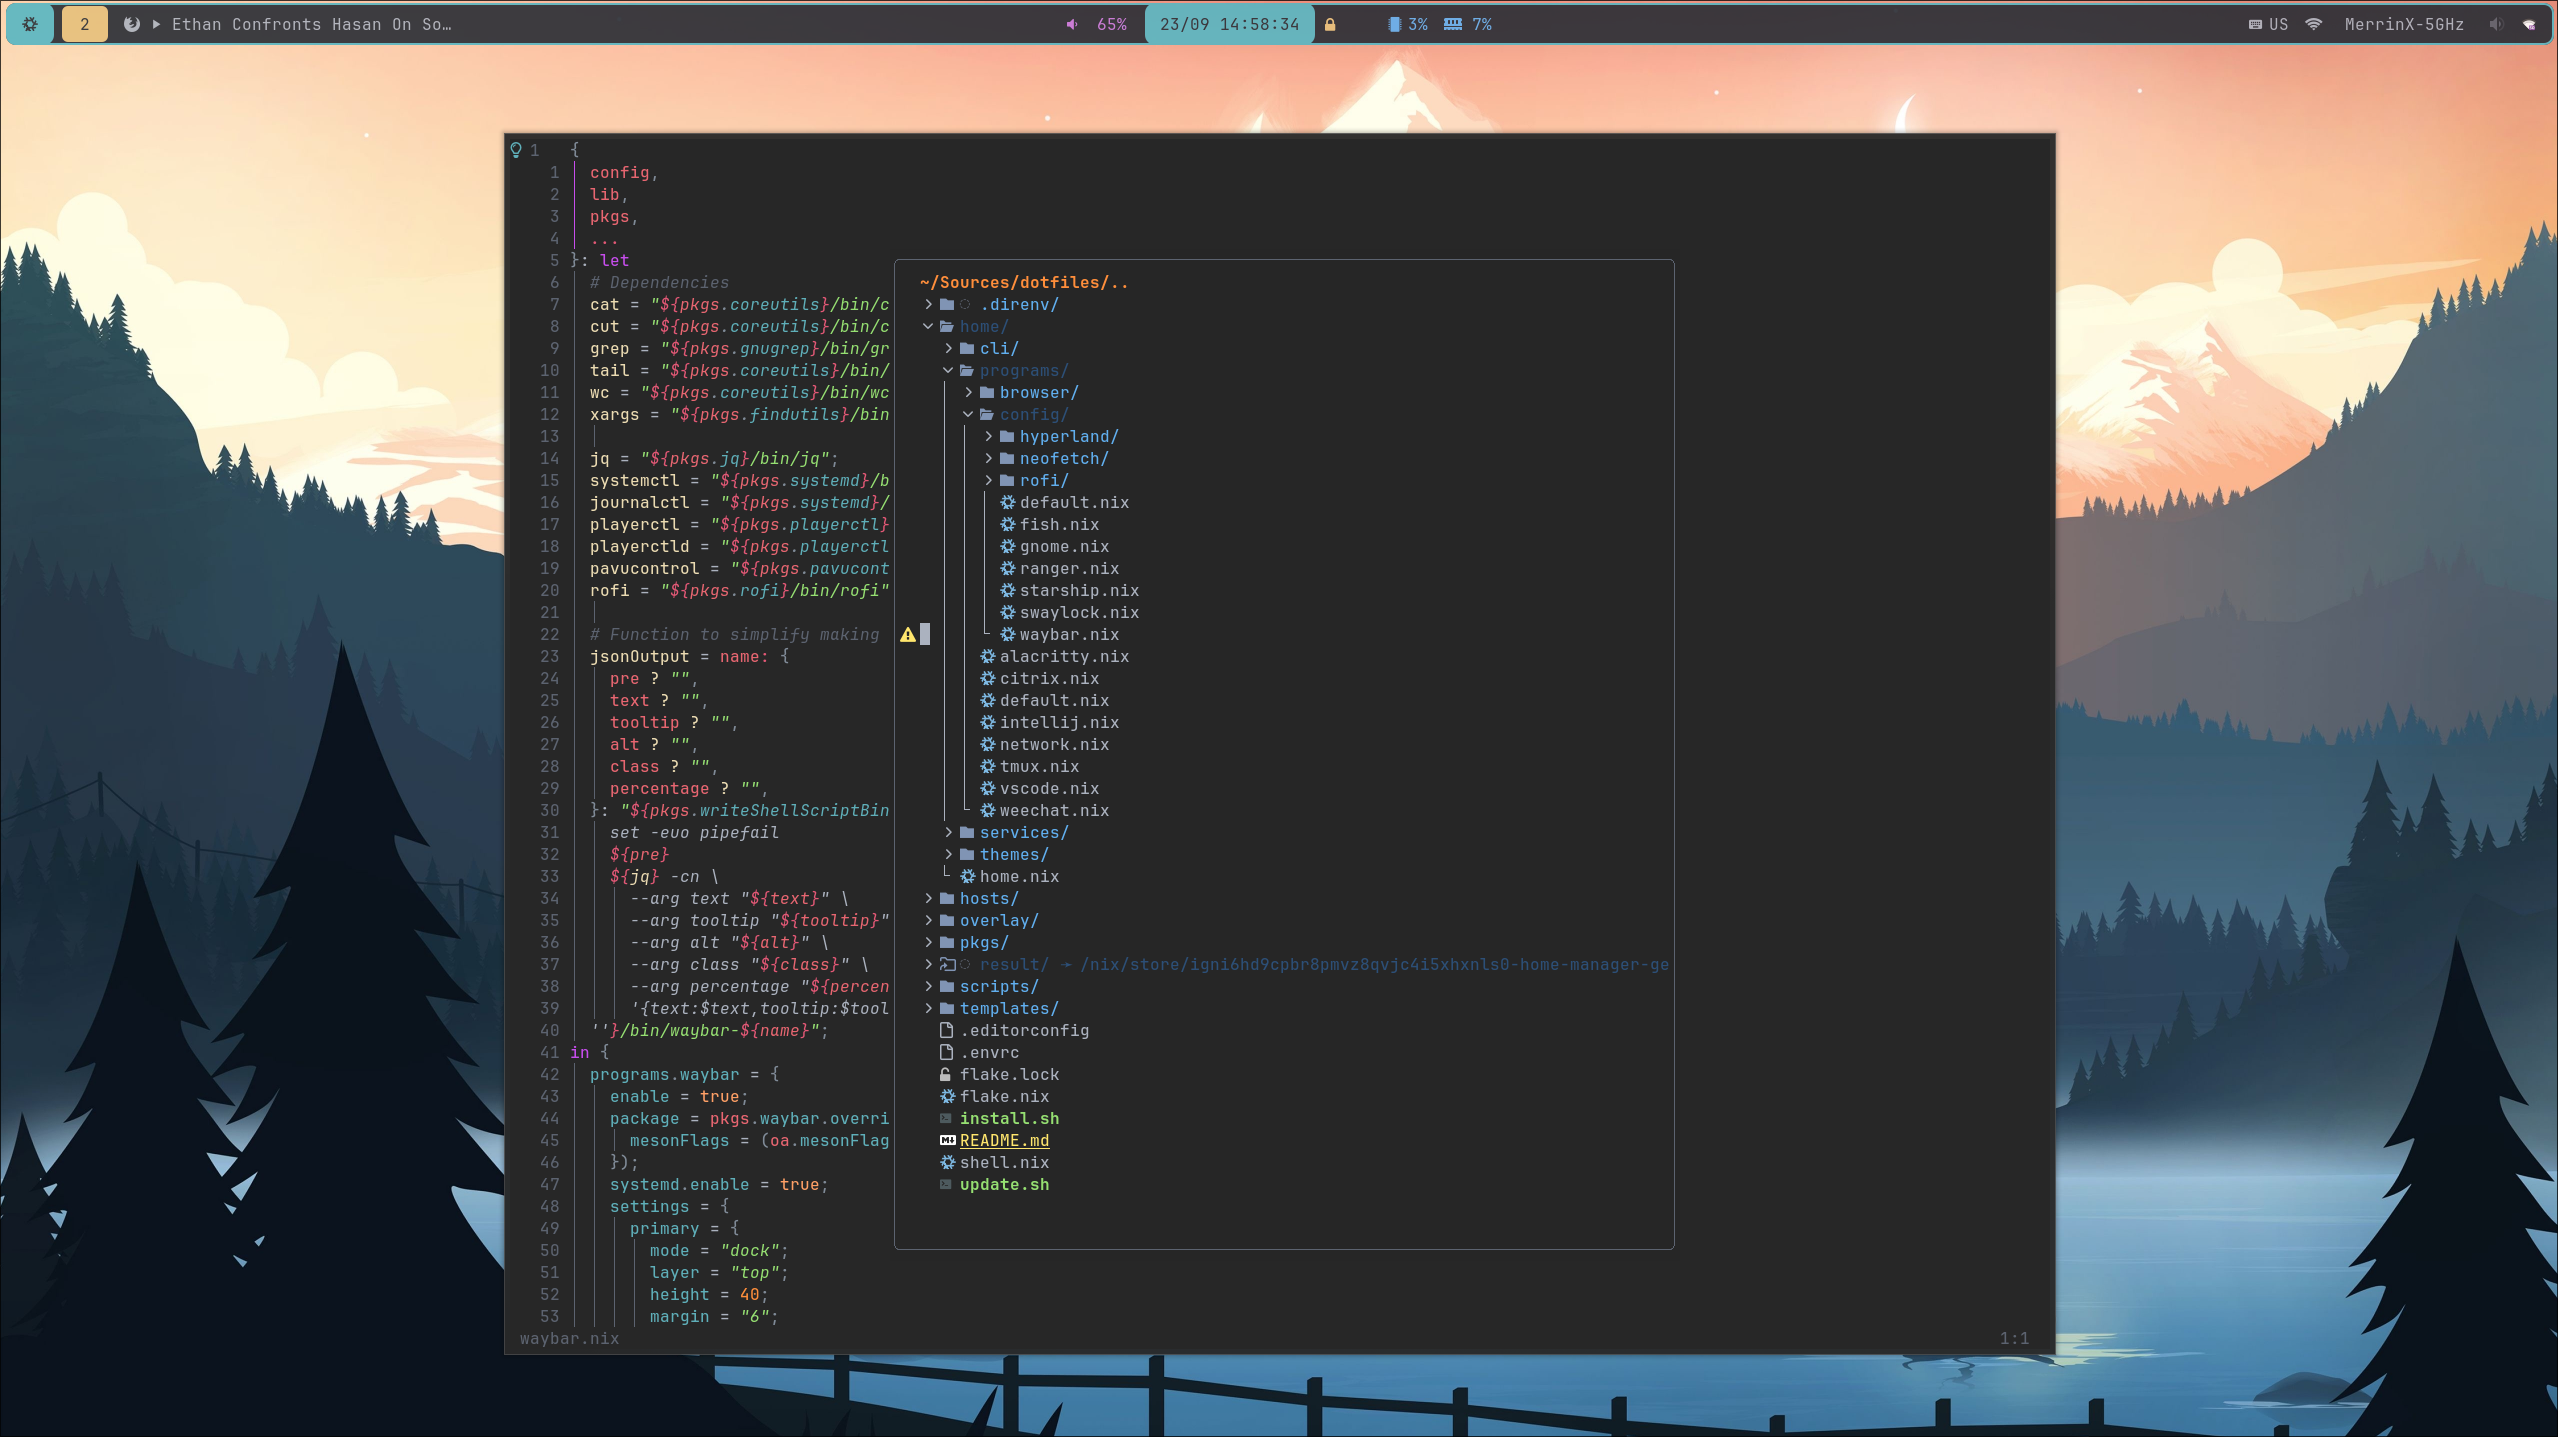 2 Ethan Confronts Hasan On So… 65% 23/09 14:58:34 3% 7% US MerrinX-5GHz
1 {
1 config,
2 lib,
3 pkgs,
4 ...
5 }: let
6 # Dependencies
7 cat = "${pkgs.coreutils}/bin/c
8 cut = "${pkgs.coreutils}/bin/c
9 grep = "${pkgs.gnugrep}/bin/gr
10 tail = "${pkgs.coreutils}/bin/
11 wc = "${pkgs.coreutils}/bin/wc
12 xargs = "${pkgs.findutils}/bin
13
14 jq = "${pkgs.jq}/bin/jq";
15 systemctl = "${pkgs.systemd}/b
16 journalctl = "${pkgs.systemd}/
17 playerctl = "${pkgs.playerctl}
18 playerctld = "${pkgs.playerctl
19 pavucontrol = "${pkgs.pavucont
20 rofi = "${pkgs.rofi}/bin/rofi"
21
22 # Function to simplify making
23 jsonOutput = name: {
24 pre ? "",
25 text ? "",
26 tooltip ? "",
27 alt ? "",
28 class ? "",
29 percentage ? "",
30 }: "${pkgs.writeShellScriptBin
31 set -euo pipefail
32 ${pre}
33 ${jq} -cn \
34 --arg text "${text}" \
35 --arg tooltip "${tooltip}"
36 --arg alt "${alt}" \
37 --arg class "${class}" \
38 --arg percentage "${percen
39 '{text:$text,tooltip:$tool
40 ''}/bin/waybar-${name}";
41 in {
42 programs.waybar = {
43 enable = true;
44 package = pkgs.waybar.overri
45 mesonFlags = (oa.mesonFlag
46 });
47 systemd.enable = true;
48 settings = {
49 primary = {
50 mode = "dock";
51 layer = "top";
52 height = 40;
53 margin = "6";
waybar.nix 1:1
~/Sources/dotfiles/..
.direnv/
home/
cli/
programs/
browser/
config/
hyperland/
neofetch/
rofi/
default.nix
fish.nix
gnome.nix
ranger.nix
starship.nix
swaylock.nix
waybar.nix
alacritty.nix
citrix.nix
default.nix
intellij.nix
network.nix
tmux.nix
vscode.nix
weechat.nix
services/
themes/
home.nix
hosts/
overlay/
pkgs/
result/ → /nix/store/igni6hd9cpbr8pmvz8qvjc4i5xhxnls0-home-manager-ge
scripts/
templates/
.editorconfig
.envrc
flake.lock
flake.nix
install.sh
README.md
shell.nix
update.sh